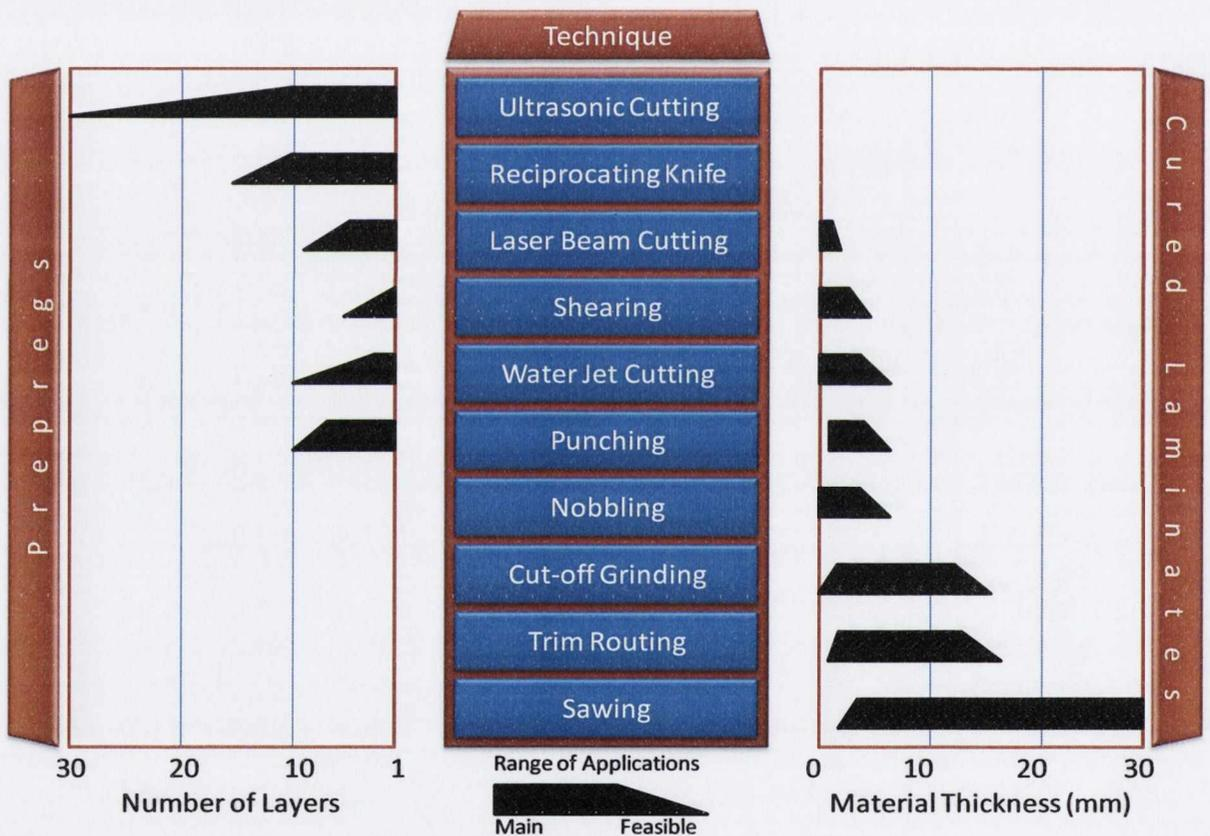 Technique
Prepregs
Ultrasonic Cutting
Reciprocating Knife
Laser Beam Cutting
Shearing
Water Jet Cutting
Punching
Nobbling
Cut-off Grinding
Trim Routing
Sawing
Cured Laminates
30 20 10 1
Number of Layers
Range of Applications
Main Feasible
0 10 20 30
Material Thickness (mm)